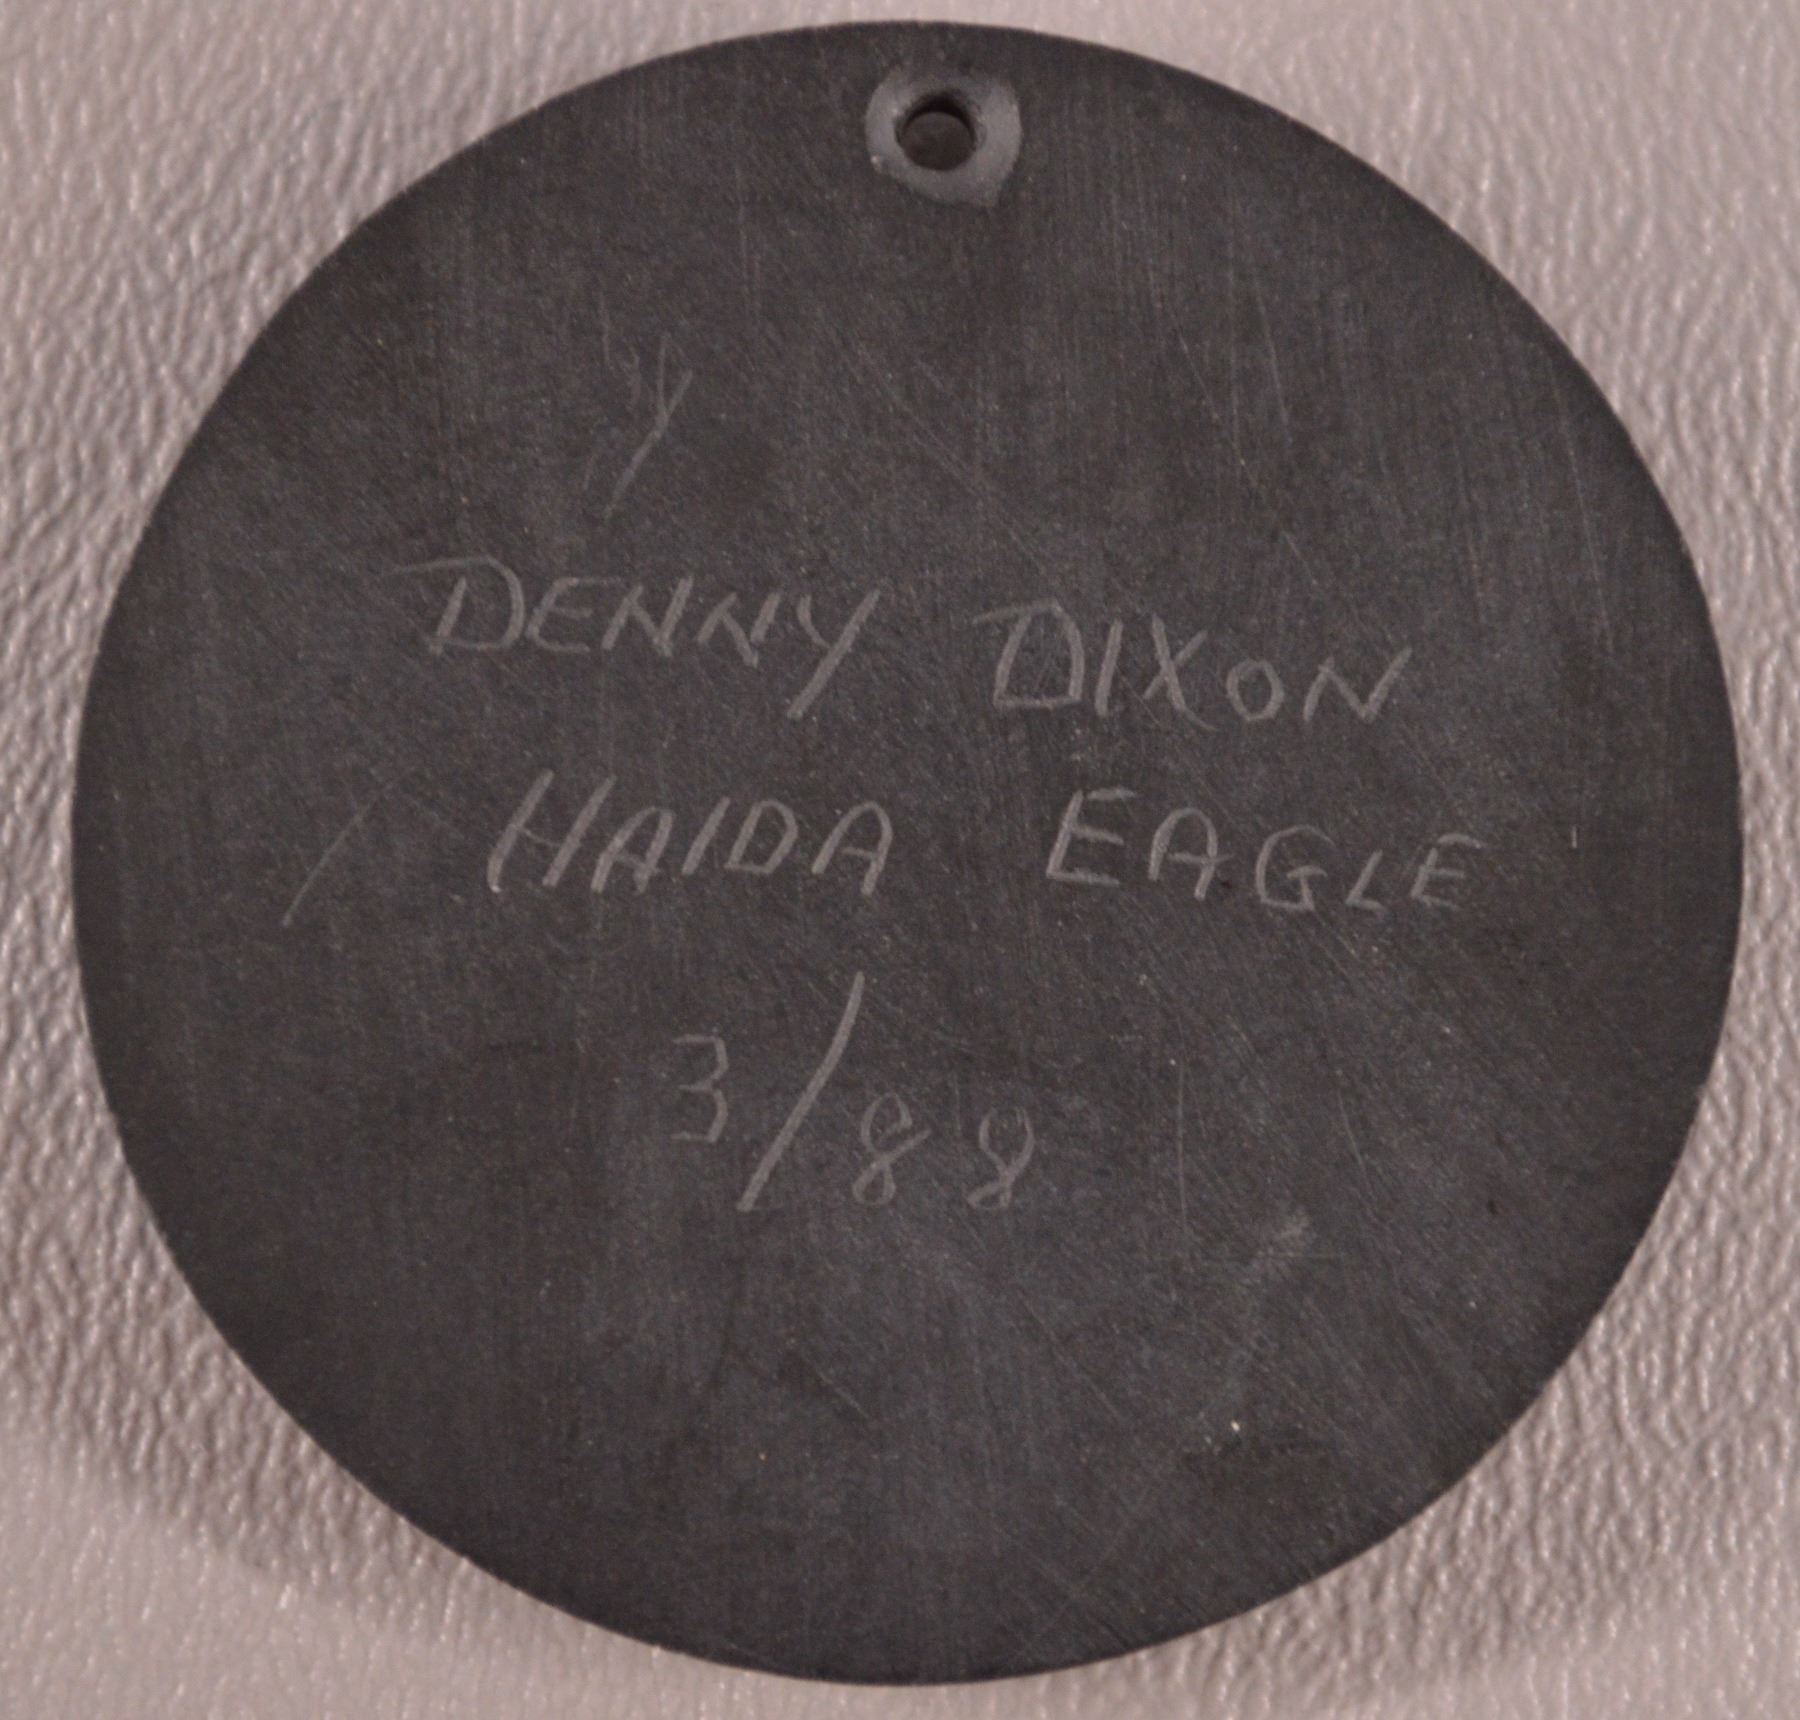 DENNY DIXON
HAIDA EAGLE
3/88